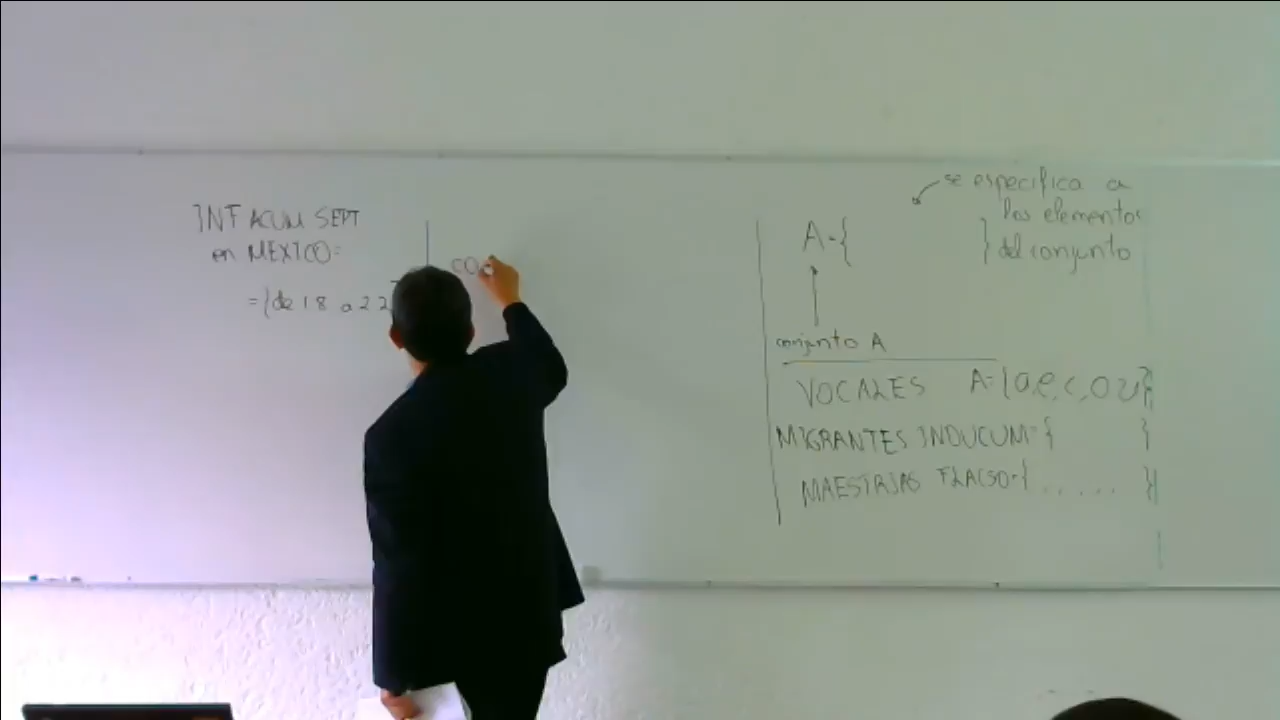 INF ACUM SEPT
en MEXICO=
={de 18 a 22
CO
se especifica a
los elementos
A={ } del conjunto
conjunto A
VOCALES A={a,e,i,o u}
MIGRANTES INDOCUM={ }
MAESTRIAS FLACSO={ ...... }